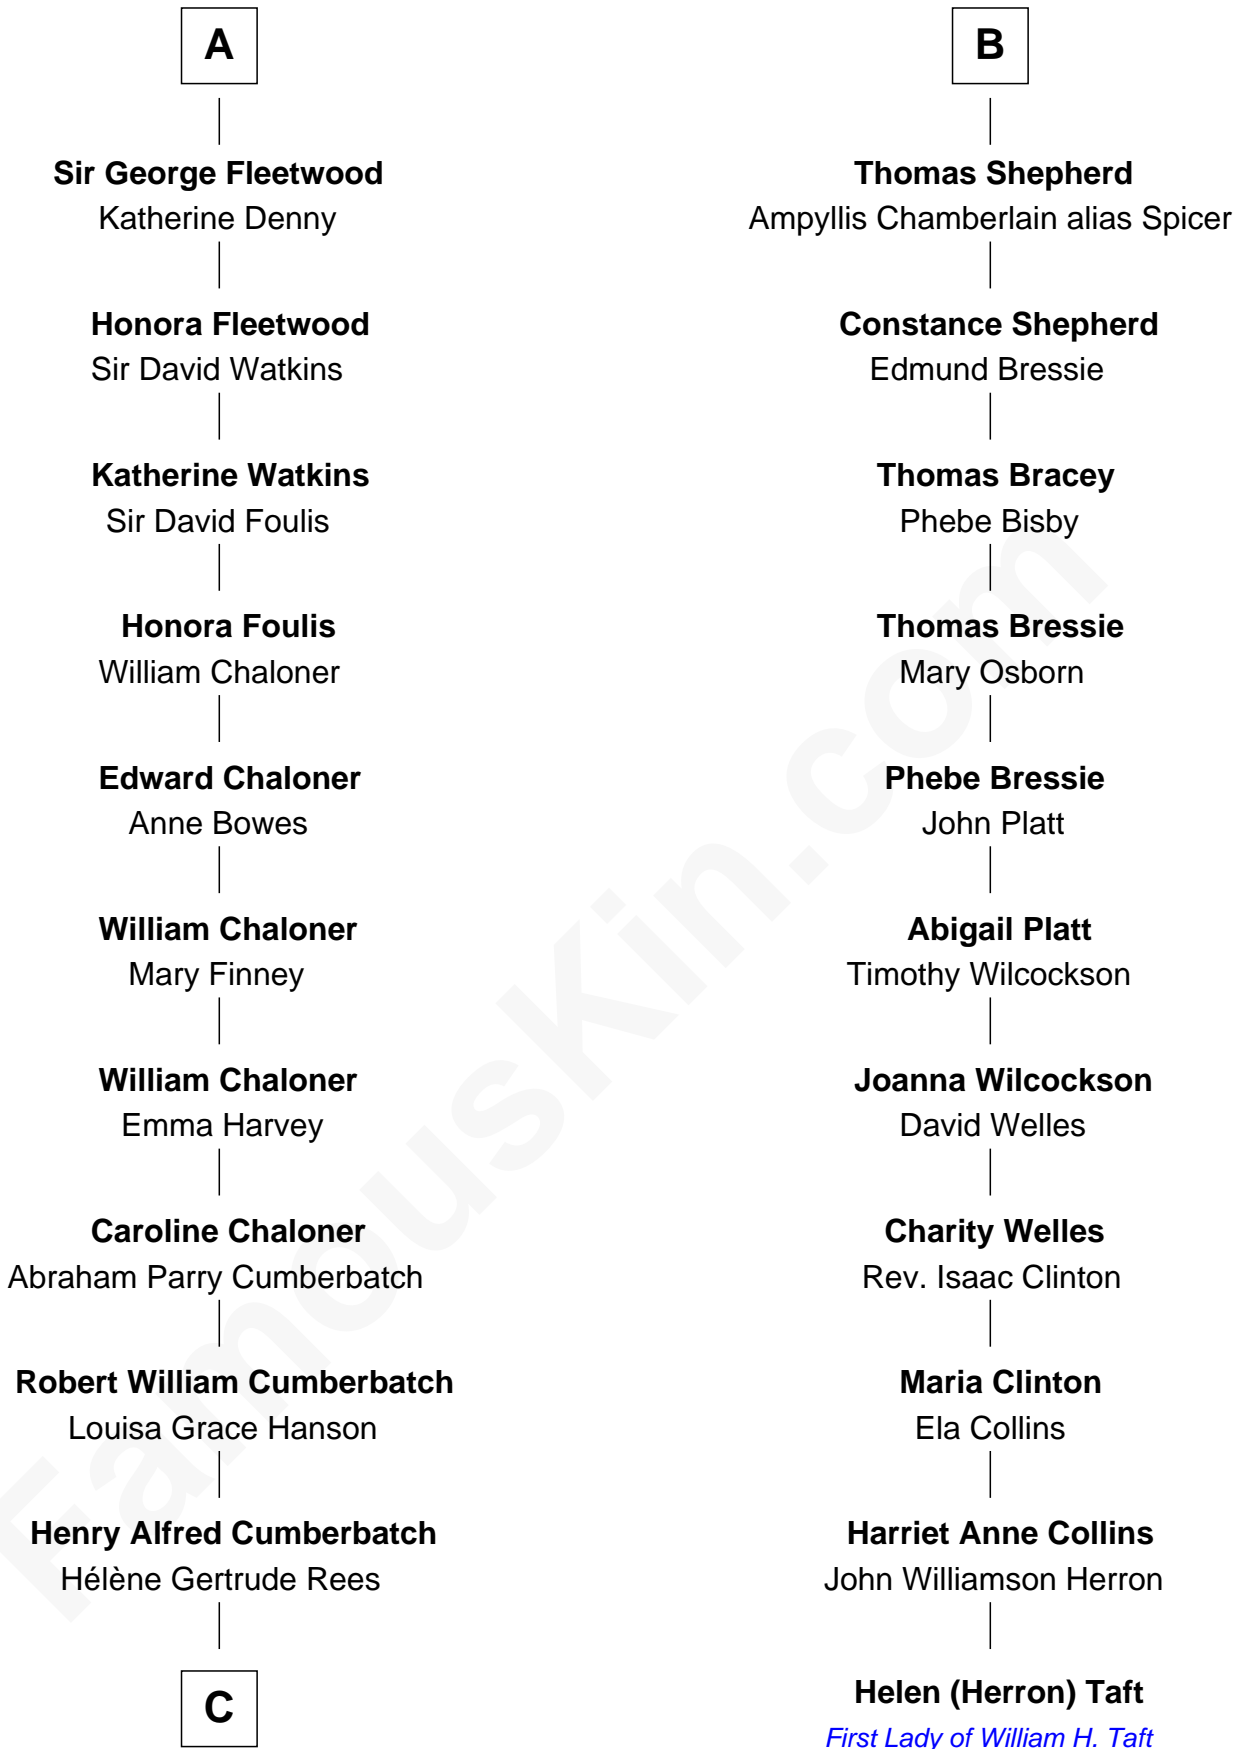 A
Sir George Fleetwood
Katherine Denny
Honora Fleetwood
Sir David Watkins
Katherine Watkins
Sir David Foulis
Honora Foulis
William Chaloner
Edward Chaloner
Anne Bowes
William Chaloner
Mary Finney
William Chaloner
Emma Harvey
Caroline Chaloner
Abraham Parry Cumberbatch
Robert William Cumberbatch
Louisa Grace Hanson
Henry Alfred Cumberbatch
Hélène Gertrude Rees
C
B
Thomas Shepherd
Ampyllis Chamberlain alias Spicer
Constance Shepherd
Edmund Bressie
Thomas Bracey
Phebe Bisby
Thomas Bressie
Mary Osborn
Phebe Bressie
John Platt
Abigail Platt
Timothy Wilcockson
Joanna Wilcockson
David Welles
Charity Welles
Rev. Isaac Clinton
Maria Clinton
Ela Collins
Harriet Anne Collins
John Williamson Herron
Helen (Herron) Taft
First Lady of William H. Taft
FamousKin.com